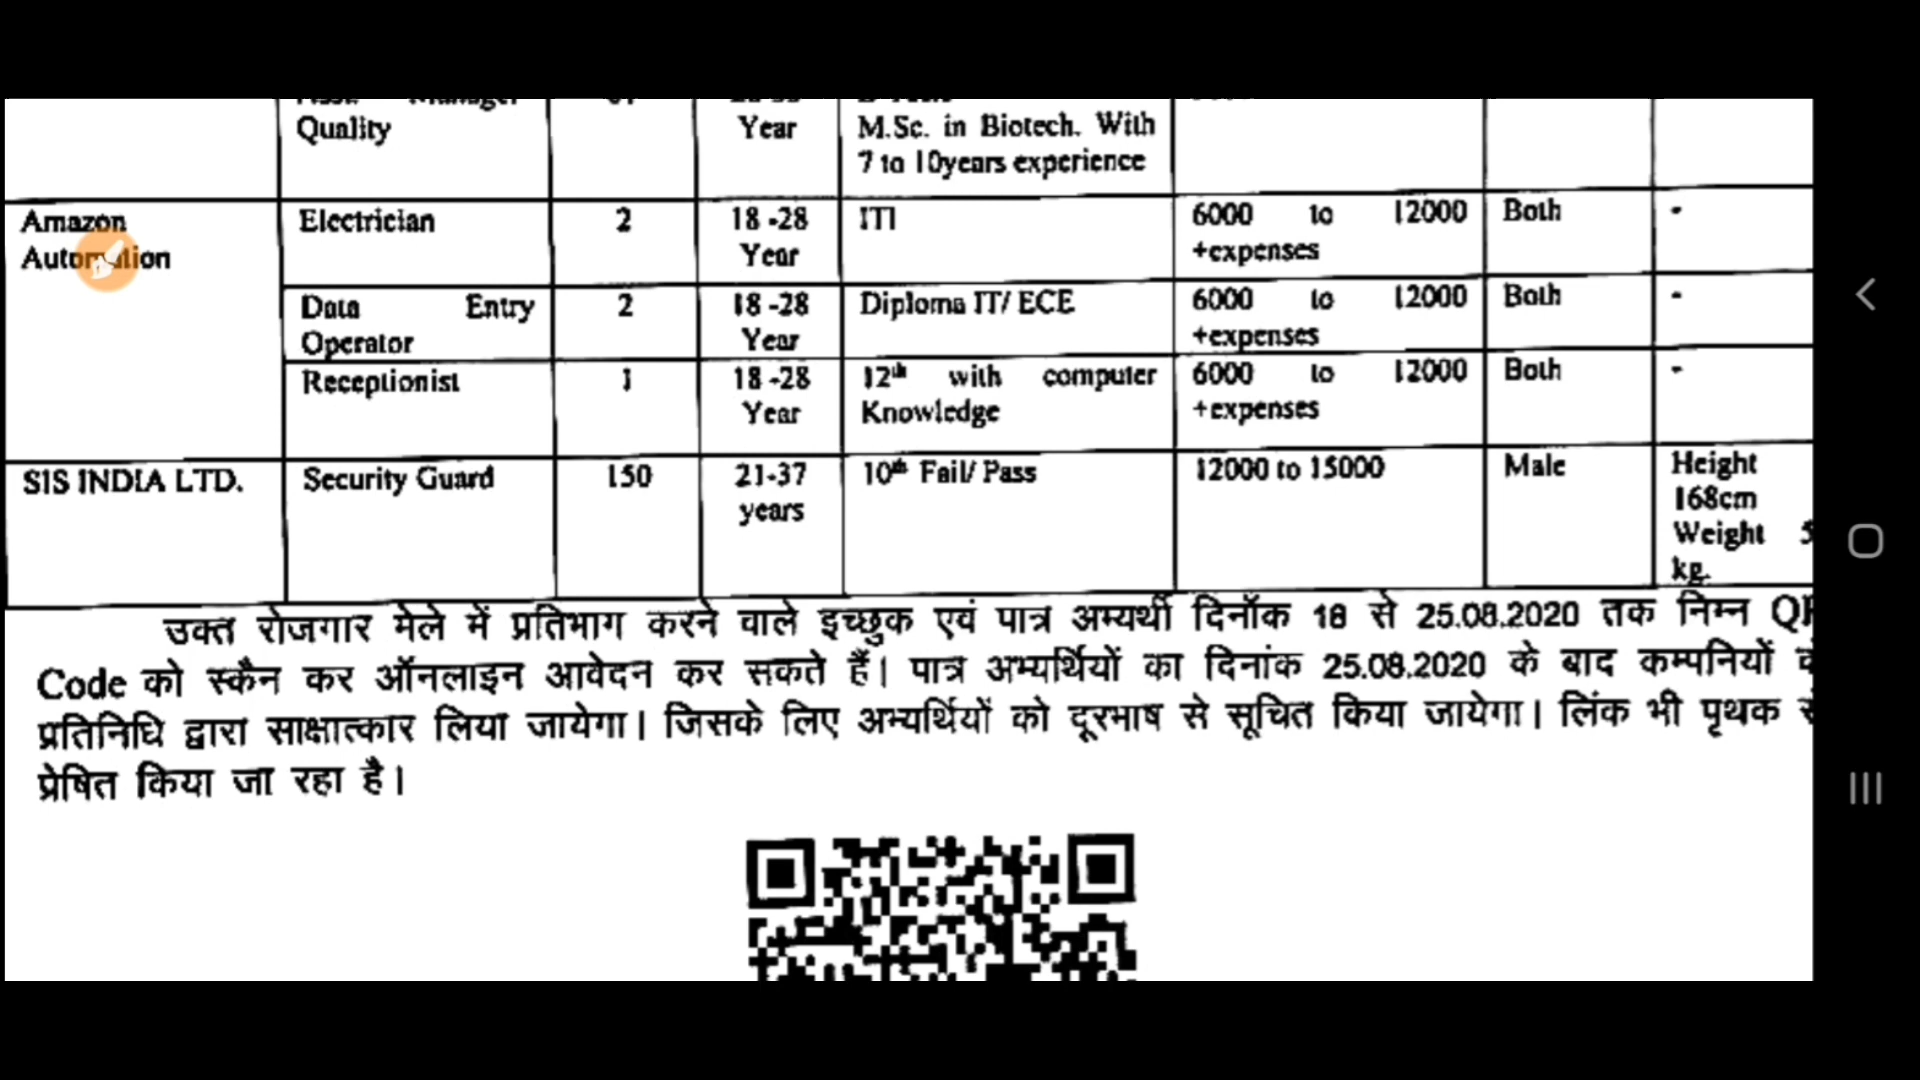 Quality
Year
M.Sc. in Biotech. With
7 to 10years experience
Amazon
Automation
Electrician
2
18 -28
Year
ITI
6000 to 12000
+expenses
Both
-
Data Entry
Operator
2
18 -28
Year
Diploma IT/ ECE
6000 to 12000
+expenses
Both
-
Receptionist
1
18 -28
Year
12th with computer
Knowledge
6000 to 12000
+expenses
Both
-
SIS INDIA LTD.
Security Guard
150
21-37
years
10th Fail/ Pass
12000 to 15000
Male
Height
168cm
Weight
kg.
उक्त रोजगार मेले में प्रतिभाग करने वाले इच्छुक एवं पात्र अभ्यर्थी दिनॉक 18 से 25.08.2020 तक निम्न
Code को स्कैन कर ऑनलाइन आवेदन कर सकते हैं। पात्र अभ्यर्थियों का दिनांक 25.08.2020 के बाद कम्पनियों
प्रतिनिधि द्वारा साक्षात्कार लिया जायेगा। जिसके लिए अभ्यर्थियों को दूरभाष से सूचित किया जायेगा। लिंक भी पृथक
प्रेषित किया जा रहा है।